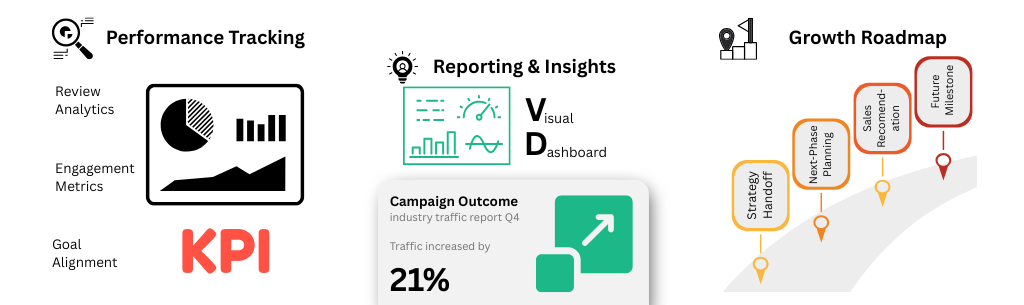 Performance Tracking
Review
Analytics
Engagement
Metrics
Goal
Alignment
KPI
Reporting & Insights
Visual
Dashboard
Campaign Outcome
industry traffic report Q4
Traffic increased by
21%
Growth Roadmap
Strategy
Handoff
Next-Phase
Planning
Sales
Recomend-
ation
Future
Milestone